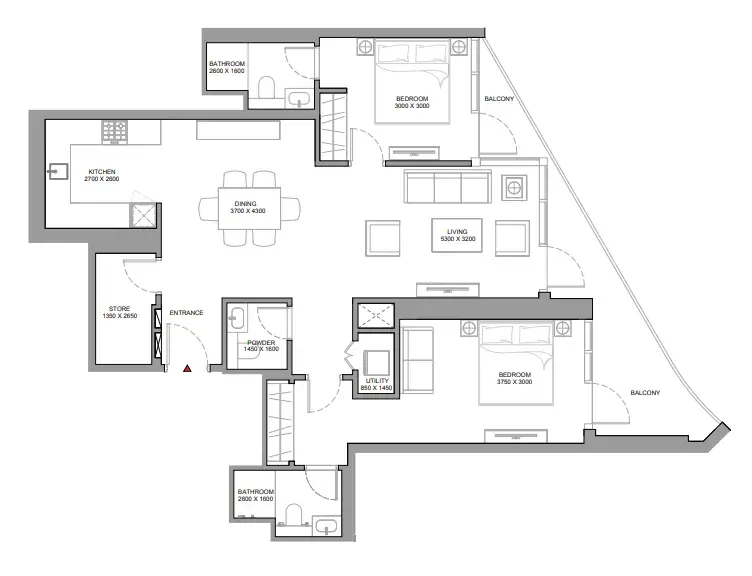 BATHROOM
2600 X 1600
BEDROOM
3000 X 3000
BALCONY
KITCHEN
2700 X 2600
DINING
3700 X 4300
LIVING
5300 X 3200
STORE
1350 X 2650
ENTRANCE
POWDER
1450 X 1600
UTILITY
850 X 1450
BEDROOM
3750 X 3000
BALCONY
BATHROOM
2600 X 1600